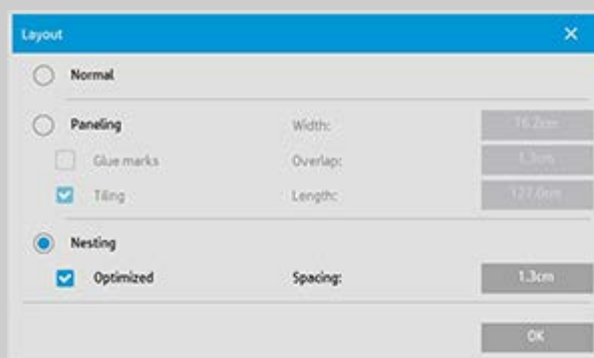 Layout
Normal
Paneling Width: 76.2cm
Glue marks Overlap: 1.3cm
Tiling Length: 127.0cm
Nesting
Optimized Spacing: 1.3cm
OK